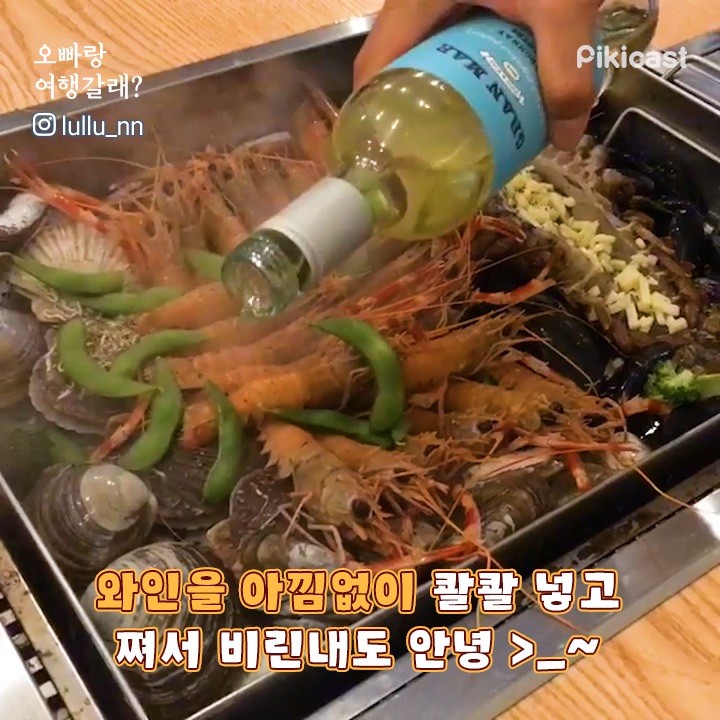 오빠랑
여행갈래?
lullu_nn
Pikicast
GRAN MAR
와인을 아낌없이 콸콸 넣고
쪄서 비린내도 안녕 >_~